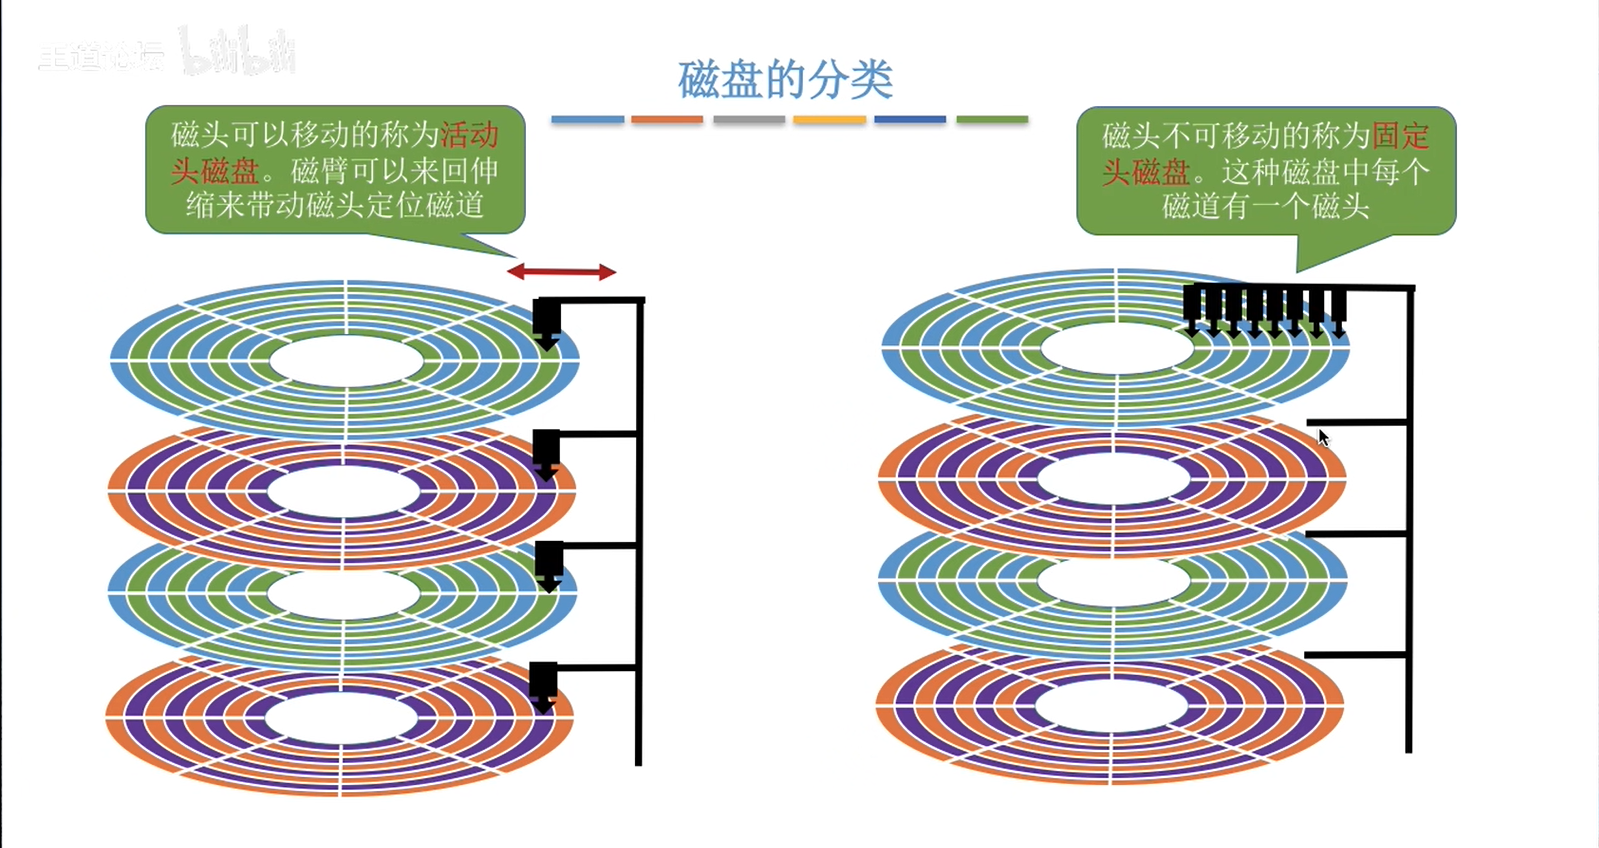 王道论坛 bilibili
磁盘的分类
磁头可以移动的称为活动
头磁盘。磁臂可以来回伸
缩来带动磁头定位磁道
磁头不可移动的称为固定
头磁盘。这种磁盘中每个
磁道有一个磁头